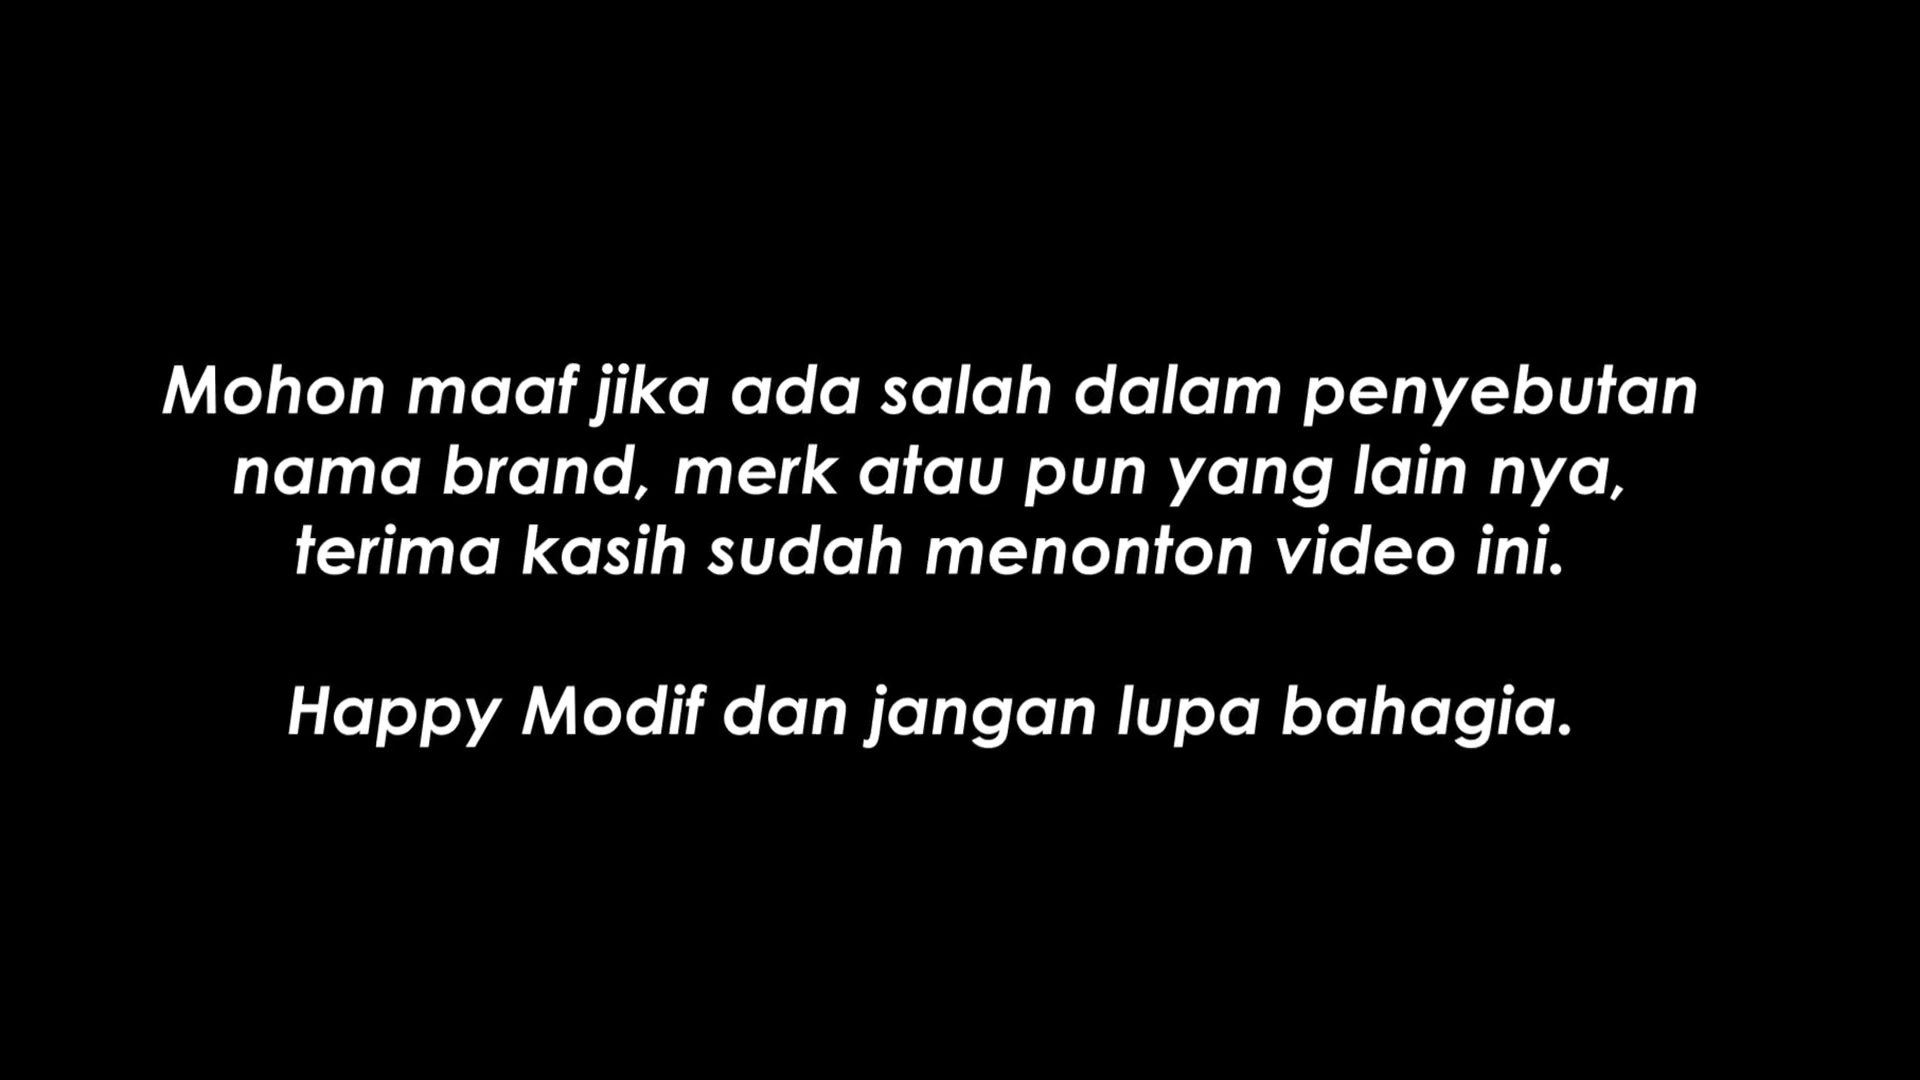 Mohon maaf jika ada salah dalam penyebutan
nama brand, merk atau pun yang lain nya,
terima kasih sudah menonton video ini.
Happy Modif dan jangan lupa bahagia.